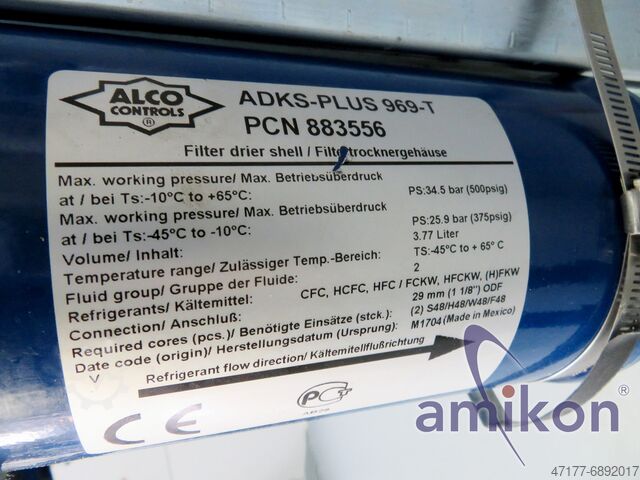 ALCO
CONTROLS
®
ADKS-PLUS 969-T
PCN 883556
Filter drier shell / Filtertrocknergehäuse
Max. working pressure/ Max. Betriebsüberdruck
at / bei Ts:-10°C to +65°C: PS:34.5 bar (500psig)
Max. working pressure/ Max. Betriebsüberdruck
at / bei Ts:-45°C to -10°C: PS:25.9 bar (375psig)
Volume/ Inhalt: 3.77 Liter
Temperature range/ Zulässiger Temp.-Bereich: TS:-45°C to + 65° C
Fluid group/ Gruppe der Fluide: 2
Refrigerants/ Kältemittel: CFC, HCFC, HFC / FCKW, HFCKW, (H)FKW
Connection/ Anschluß: 29 mm (1 1/8") ODF
Required cores (pcs.)/ Benötigte Einsätze (stck.): (2) S48/H48/W48/F48
Date code (origin)/ Herstellungsdatum (Ursprung): M1704 (Made in Mexico)
V
Refrigerant flow direction/ Kältemittelflußrichtung
CE
amikon®
47177-6892017